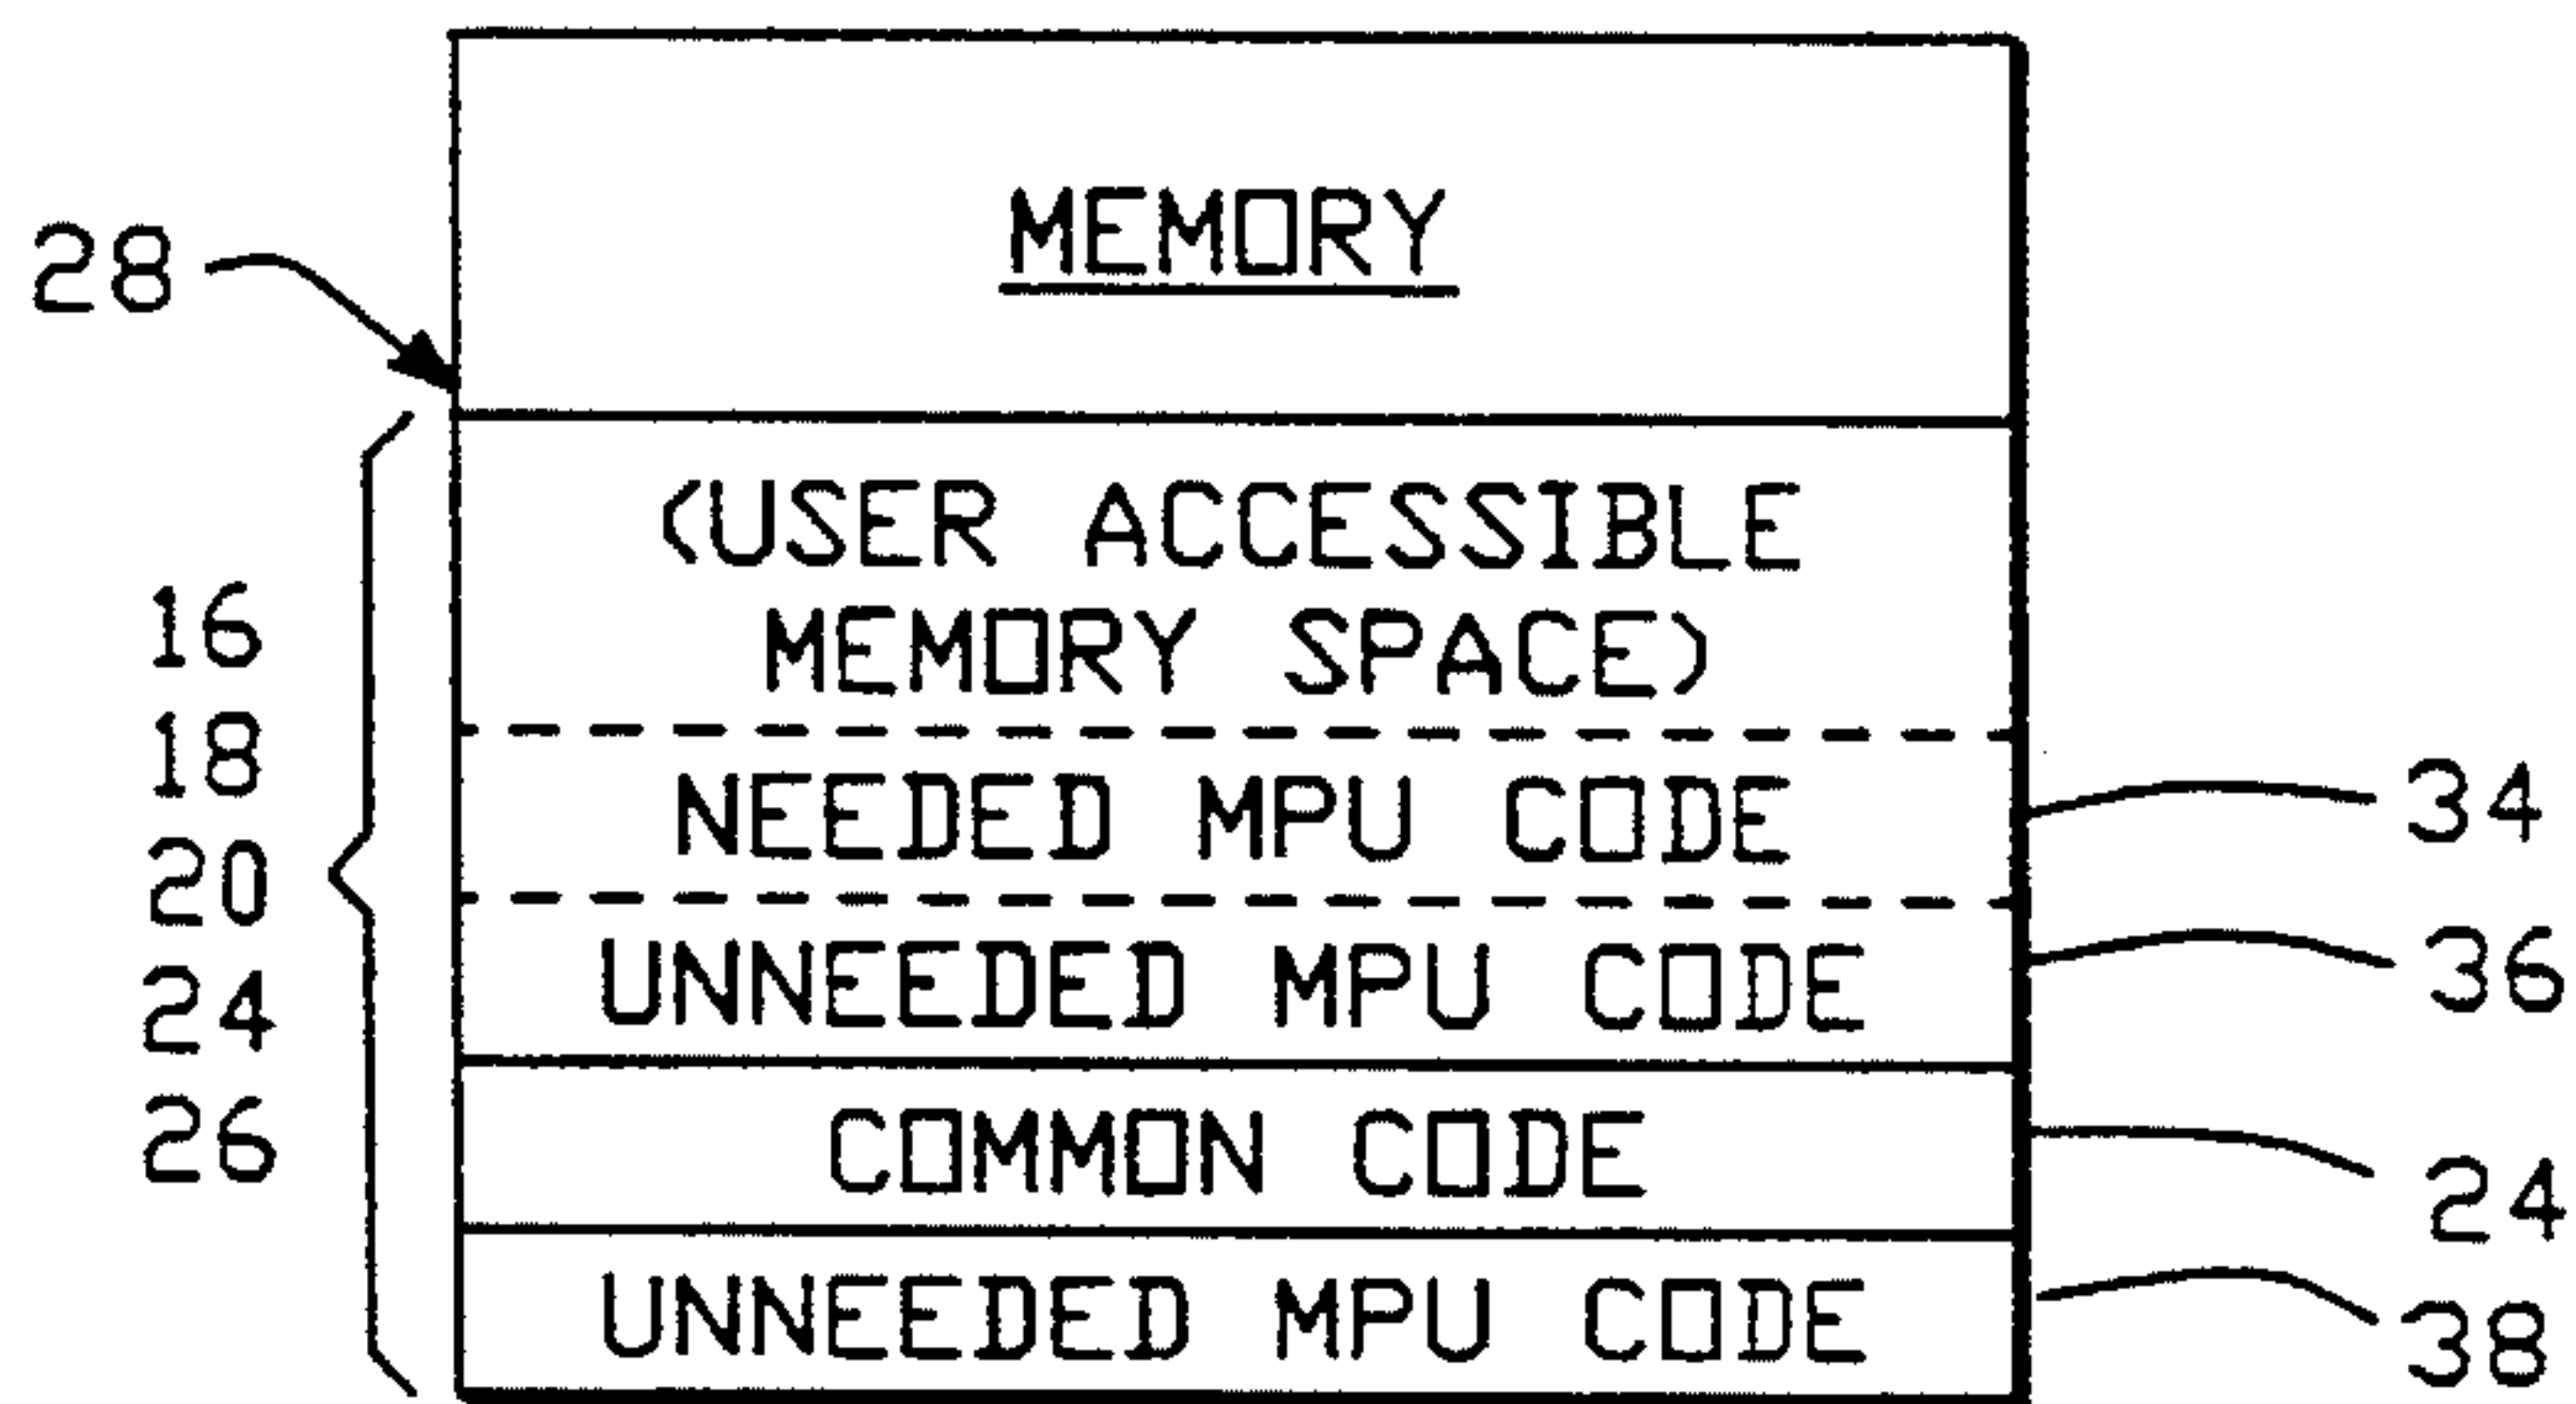 MEMORY
28
(USER ACCESSIBLE
MEMORY SPACE)
16
18
20
24
26
NEEDED MPU CODE
34
UNNEEDED MPU CODE
36
COMMON CODE
24
UNNEEDED MPU CODE
38